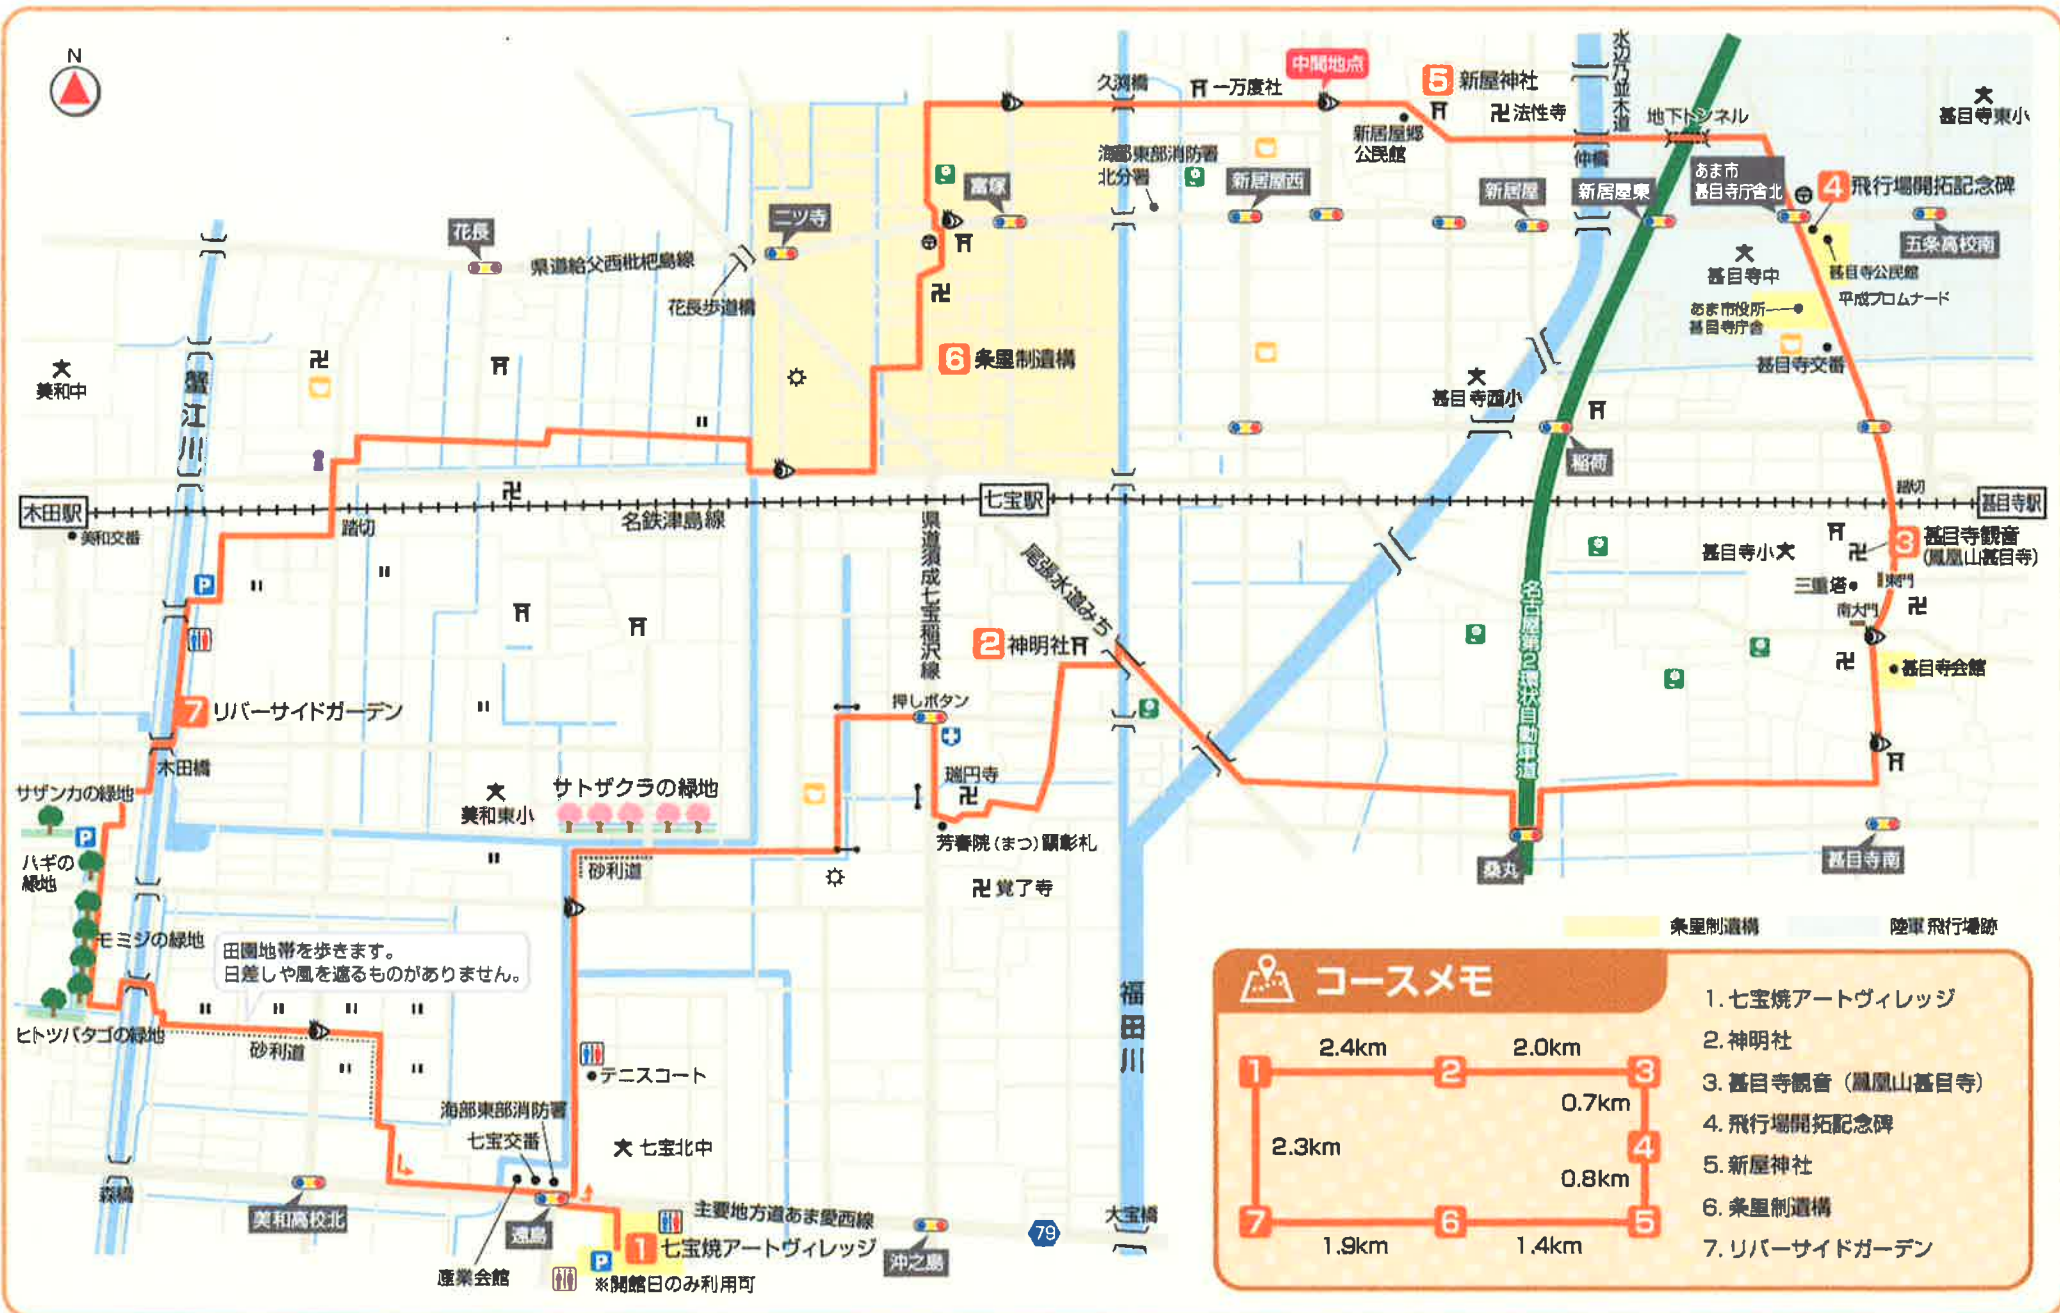 N
中間地点
久渕橋
一万度社
5 新屋神社
法性寺
水辺乃並木道
地下トンネル
甚目寺東小
新居屋郷
公民館
仲橋
海部東部消防署
北分署
富塚
新居屋西
新居屋
新居屋東
あま市
甚目寺庁舎北
4 飛行場開拓記念碑
五条高校南
花長
二ツ寺
県道給父西枇杷島線
花長歩道橋
甚目寺中
甚目寺公民館
平成プロムナード
あま市役所
甚目寺庁舎
甚目寺交番
6 条里制遺構
美和中
蟹江川
甚目寺西小
稲荷
踏切
木田駅
七宝駅
甚目寺駅
美和交番
踏切
名鉄津島線
県道須成七宝稲沢線
尾張水道みち
名古屋第2環状自動車道
甚目寺小
3 甚目寺観音
(鳳凰山甚目寺)
三重塔
東門
南大門
甚目寺会館
P
2 神明社
押しボタン
7 リバーサイドガーデン
木田橋
瑞円寺
サザンカの緑地
P
美和東小
サトザクラの緑地
芳春院(まつ)顕彰札
ハギの
緑地
砂利道
覚了寺
桑丸
甚目寺南
モミジの緑地
田園地帯を歩きます。
日差しや風を遮るものがありません。
ヒトツバタゴの緑地
砂利道
福田川
テニスコート
海部東部消防署
七宝交番
七宝北中
森橋
美和高校北
遠島
産業会館
主要地方道あま愛西線
1 七宝焼アートヴィレッジ
P
※開館日のみ利用可
沖之島
79
大宝橋
条里制遺構
陸軍飛行場跡
コースメモ
1 2.4km 2 2.0km 3
0.7km
4
2.3km
0.8km
7 1.9km 6 1.4km 5
1. 七宝焼アートヴィレッジ
2. 神明社
3. 甚目寺観音（鳳凰山甚目寺）
4. 飛行場開拓記念碑
5. 新屋神社
6. 条里制遺構
7. リバーサイドガーデン